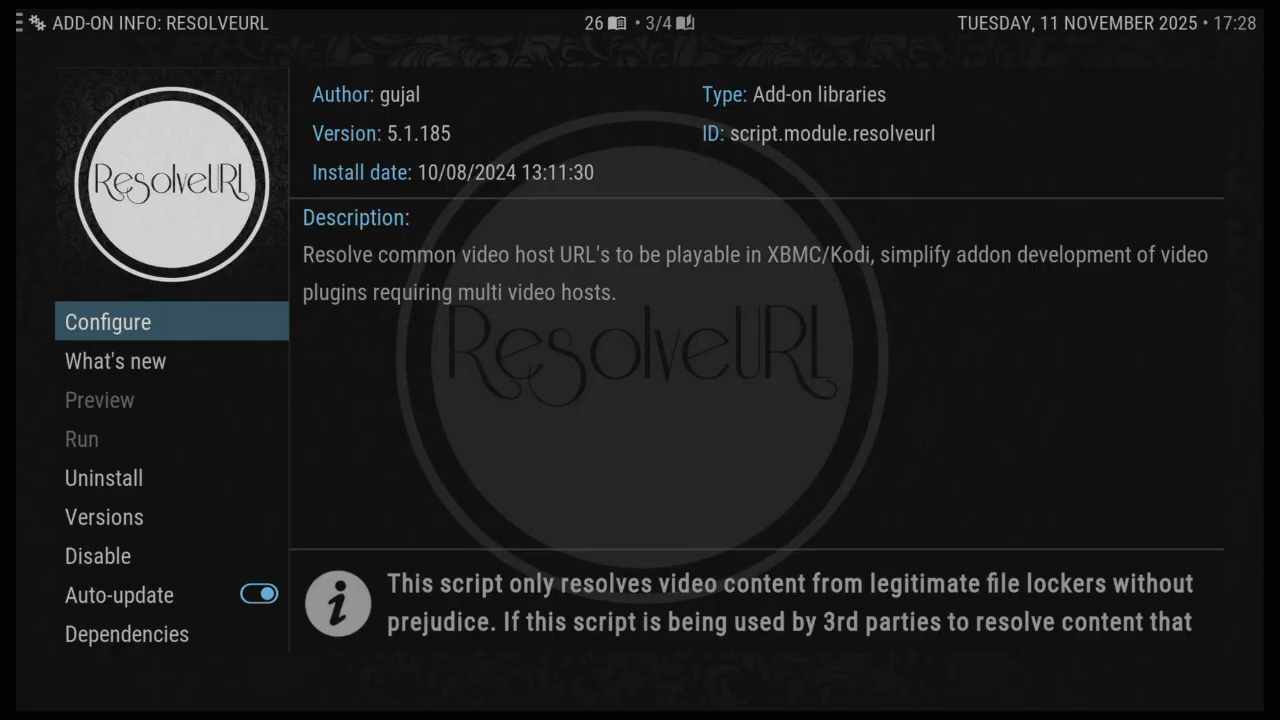 ADD-ON INFO: RESOLVEURL
26 • 3/4
TUESDAY, 11 NOVEMBER 2025 • 17:28
ResolveURL
Author: gujal
Type: Add-on libraries
Version: 5.1.185
ID: script.module.resolveurl
Install date: 10/08/2024 13:11:30
Description:
Resolve common video host URL's to be playable in XBMC/Kodi, simplify addon development of video
plugins requiring multi video hosts.
ResolveURL
Configure
What's new
Preview
Run
Uninstall
Versions
Disable
Auto-update
Dependencies
This script only resolves video content from legitimate file lockers without
prejudice. If this script is being used by 3rd parties to resolve content that